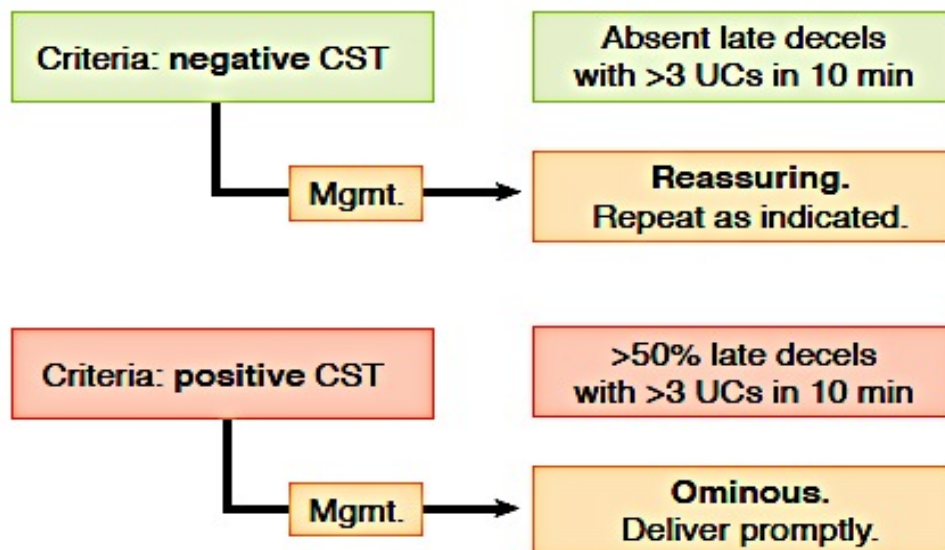 Criteria: negative CST
Absent late decels
with >3 UCs in 10 min
Mgmt.
Reassuring.
Repeat as indicated.
Criteria: positive CST
>50% late decels
with >3 UCs in 10 min
Mgmt.
Ominous.
Deliver promptly.